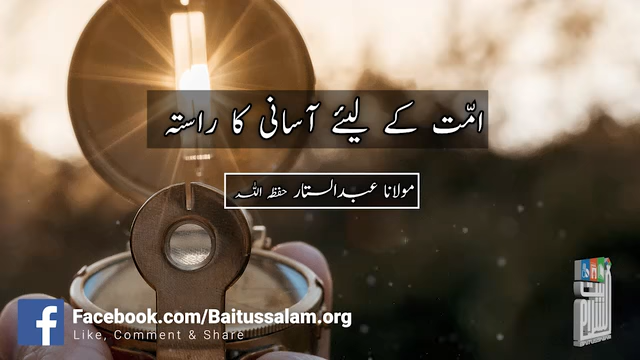 امّت کے لیئے آسانی کا راستہ
مولانا عبدالستار حفظہ اللہ
Facebook.com/Baitussalam.org
Like, Comment & Share